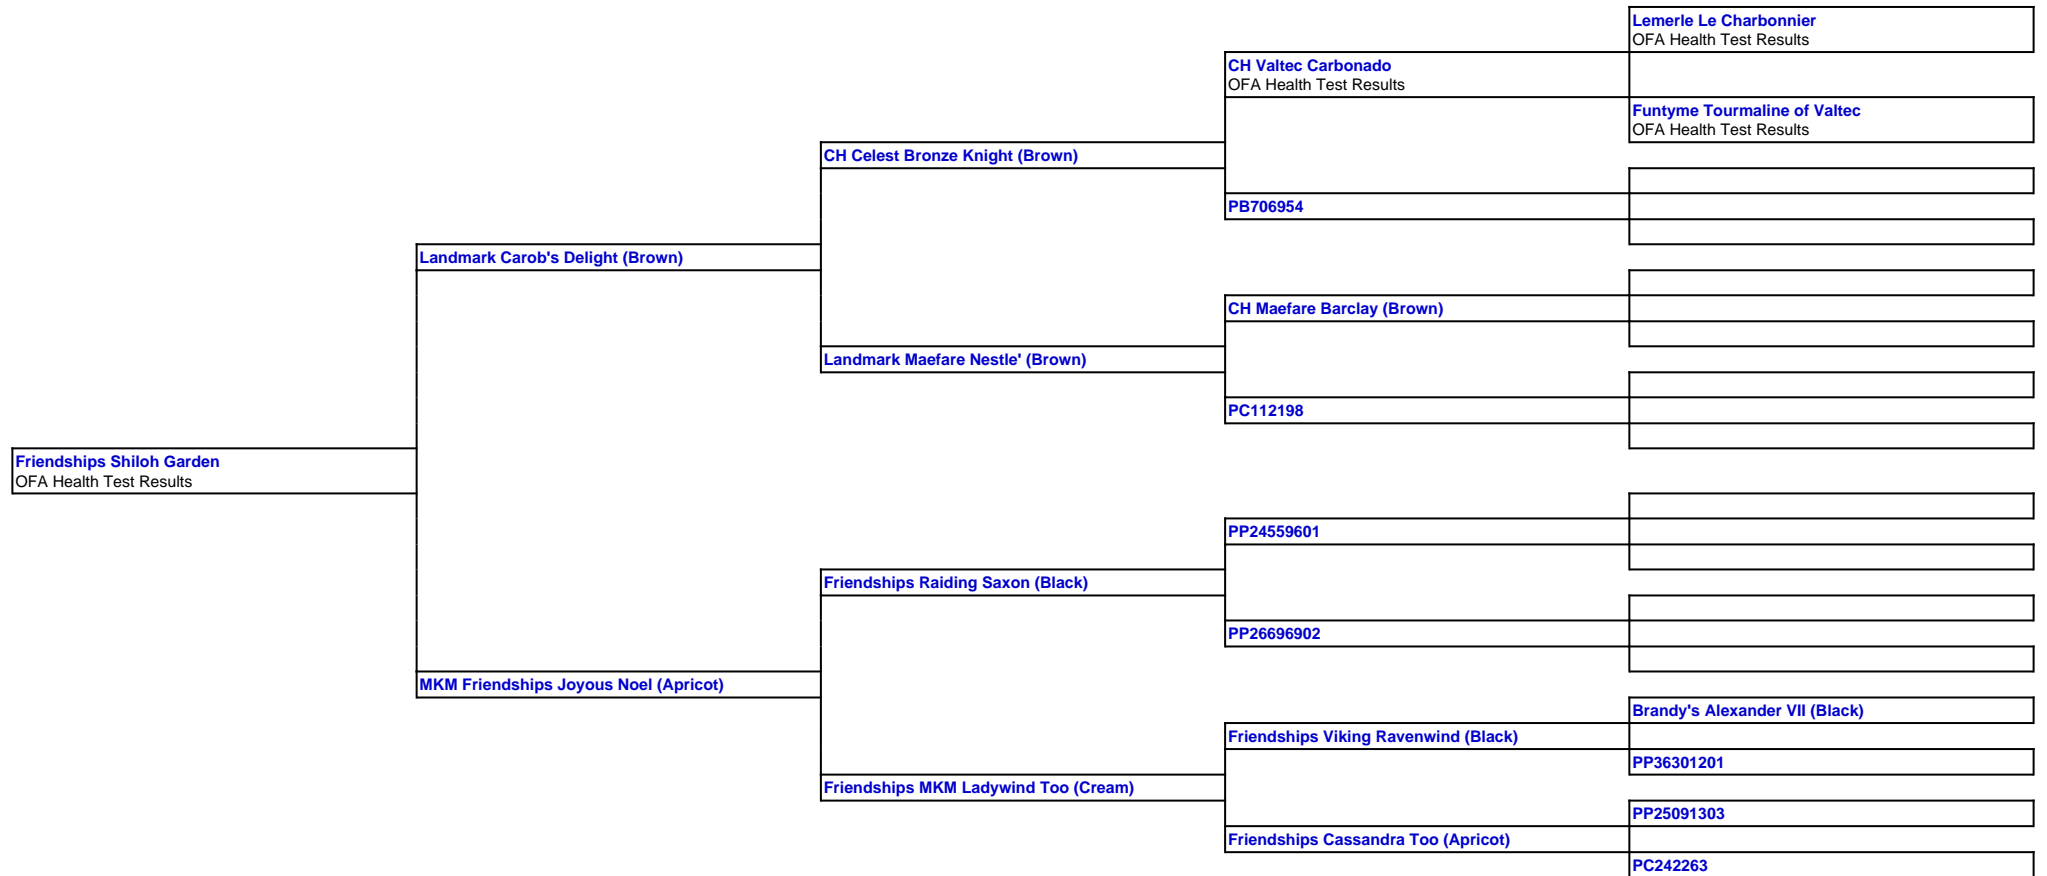 Lemerle Le Charbonnier
OFA Health Test Results
CH Valtec Carbonado
OFA Health Test Results
Funtyme Tourmaline of Valtec
OFA Health Test Results
CH Celest Bronze Knight (Brown)
PB706954
Landmark Carob's Delight (Brown)
CH Maefare Barclay (Brown)
Landmark Maefare Nestle' (Brown)
PC112198
Friendships Shiloh Garden
OFA Health Test Results
PP24559601
Friendships Raiding Saxon (Black)
PP26696902
MKM Friendships Joyous Noel (Apricot)
Brandy's Alexander VII (Black)
Friendships Viking Ravenwind (Black)
PP36301201
Friendships MKM Ladywind Too (Cream)
PP25091303
Friendships Cassandra Too (Apricot)
PC242263